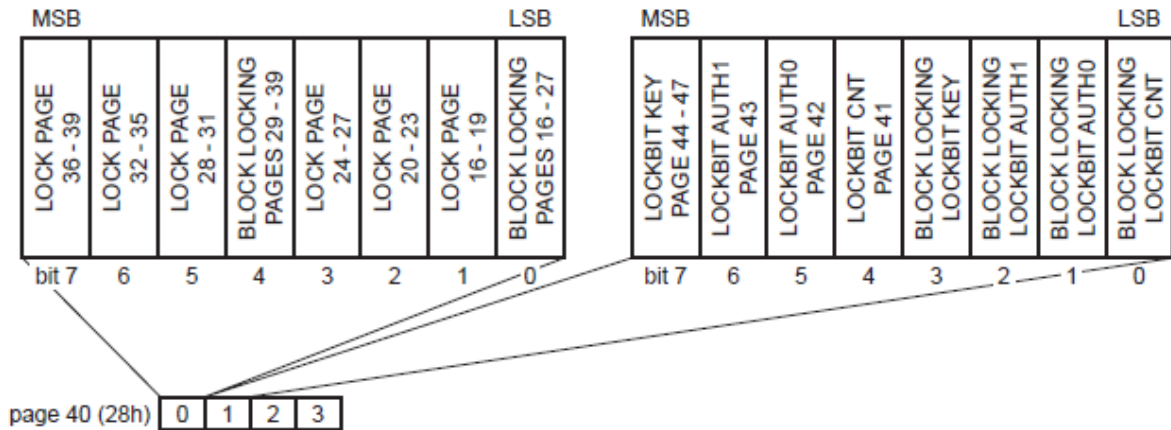 MSB LSB
LOCK PAGE
36 - 39
LOCK PAGE
32 - 35
LOCK PAGE
28 - 31
BLOCK LOCKING
PAGES 29 - 39
LOCK PAGE
24 - 27
LOCK PAGE
20 - 23
LOCK PAGE
16 - 19
BLOCK LOCKING
PAGES 16 - 27
bit 7 6 5 4 3 2 1 0
MSB LSB
LOCKBIT KEY
PAGE 44 - 47
LOCKBIT AUTH1
PAGE 43
LOCKBIT AUTH0
PAGE 42
LOCKBIT CNT
PAGE 41
BLOCK LOCKING
LOCKBIT KEY
BLOCK LOCKING
LOCKBIT AUTH1
BLOCK LOCKING
LOCKBIT AUTH0
BLOCK LOCKING
LOCKBIT CNT
bit 7 6 5 4 3 2 1 0
page 40 (28h) 0 1 2 3